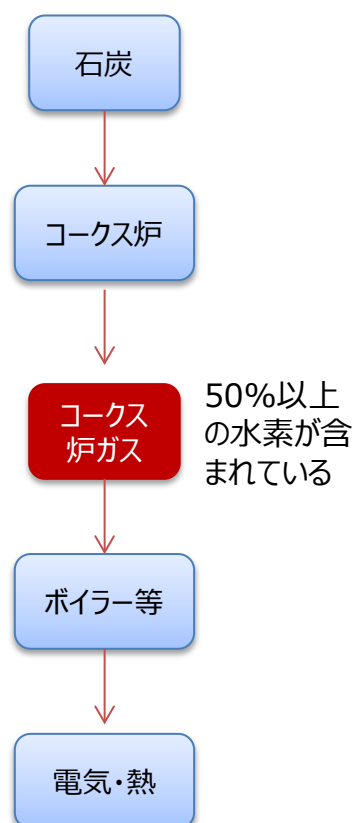 石炭
コークス炉
コークス
炉ガス
50%以上
の水素が含
まれている
ボイラー等
電気・熱